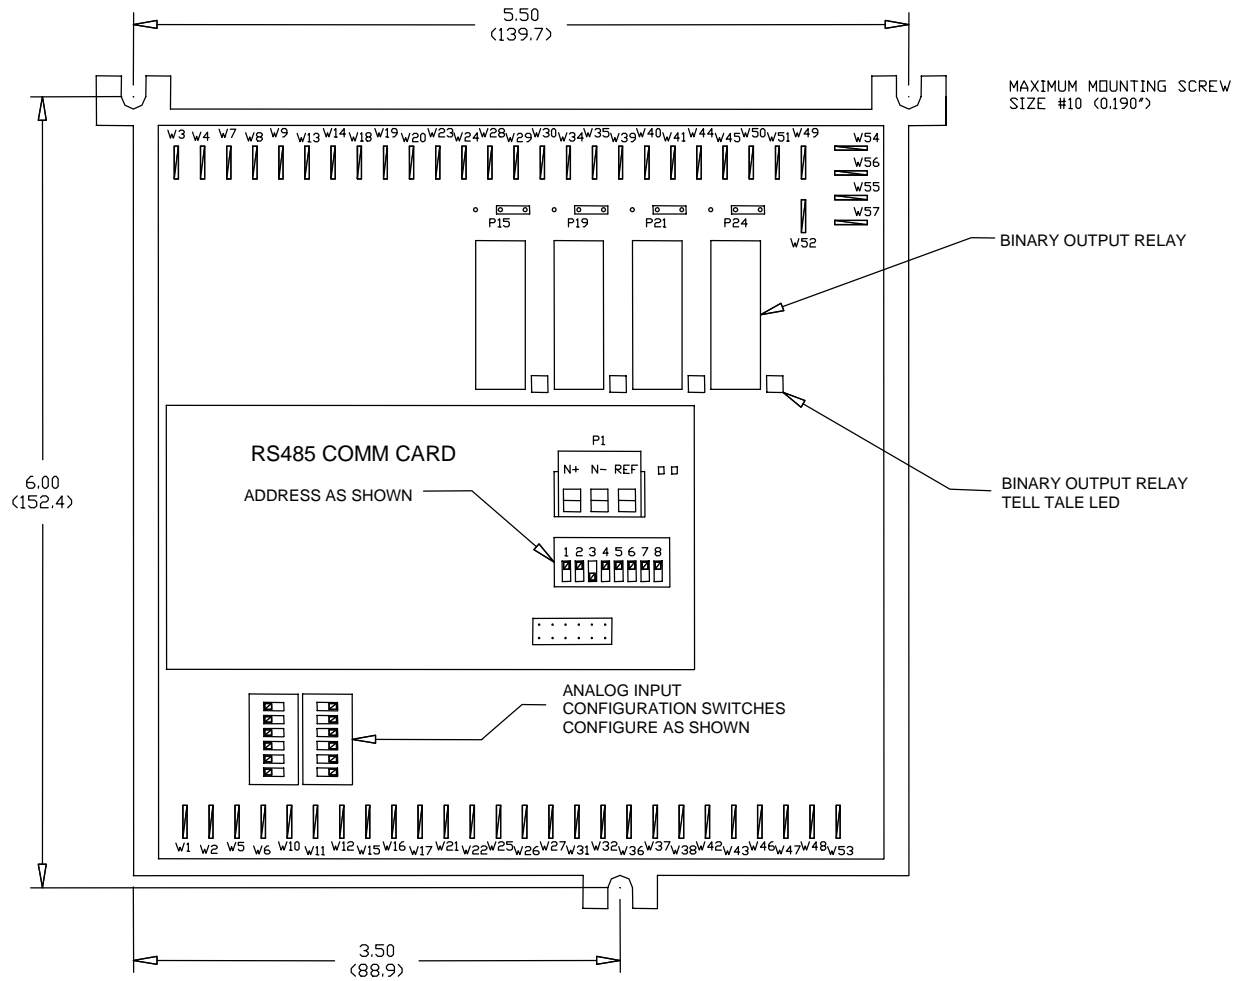 5.50
(139.7)
MAXIMUM MOUNTING SCREW
SIZE #10 (0.190")
W3 W4 W7 W8 W9 W13 W14 W18 W19 W20 W23 W24 W28 W29 W30 W34 W35 W39 W40 W41 W44 W45 W50 W51 W49 W54
W56
W55
W57
P15 P19 P21 P24
W52
BINARY OUTPUT RELAY
RS485 COMM CARD
P1
N+ N- REF
ADDRESS AS SHOWN
6.00
(152.4)
BINARY OUTPUT RELAY
TELL TALE LED
1 2 3 4 5 6 7 8
ANALOG INPUT
CONFIGURATION SWITCHES
CONFIGURE AS SHOWN
W1 W2 W5 W6 W10 W11 W12 W15 W16 W17 W21 W22 W25 W26 W27 W31 W32 W36 W37 W38 W42 W43 W46 W47 W48 W53
3.50
(88.9)